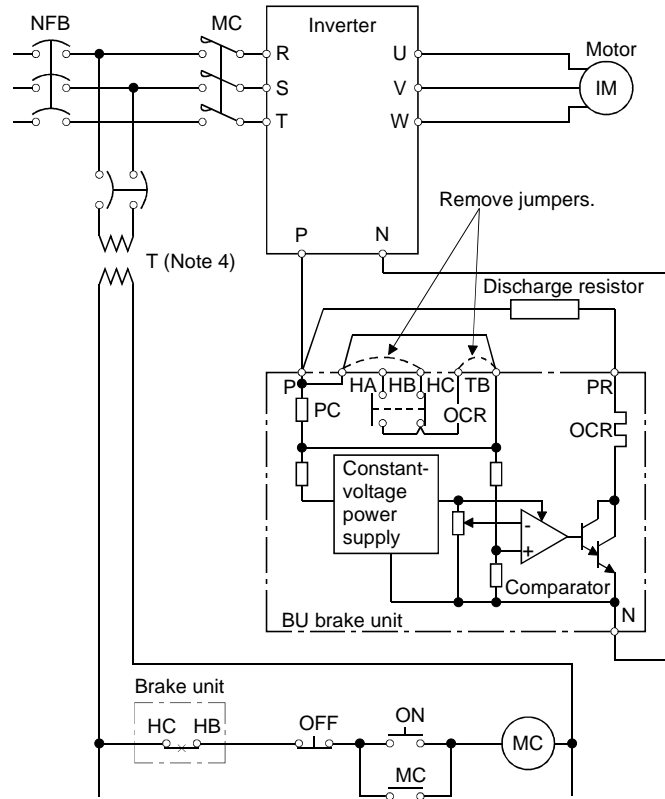 NFB
MC
Inverter
Motor
R
S
T
U
V
W
IM
Remove jumpers.
P
N
T (Note 4)
Discharge resistor
P
HA
HB
HC
TB
PR
PC
OCR
OCR
Constant-
voltage
power
supply
-
+
Comparator
N
BU brake unit
Brake unit
HC
HB
OFF
ON
MC
MC